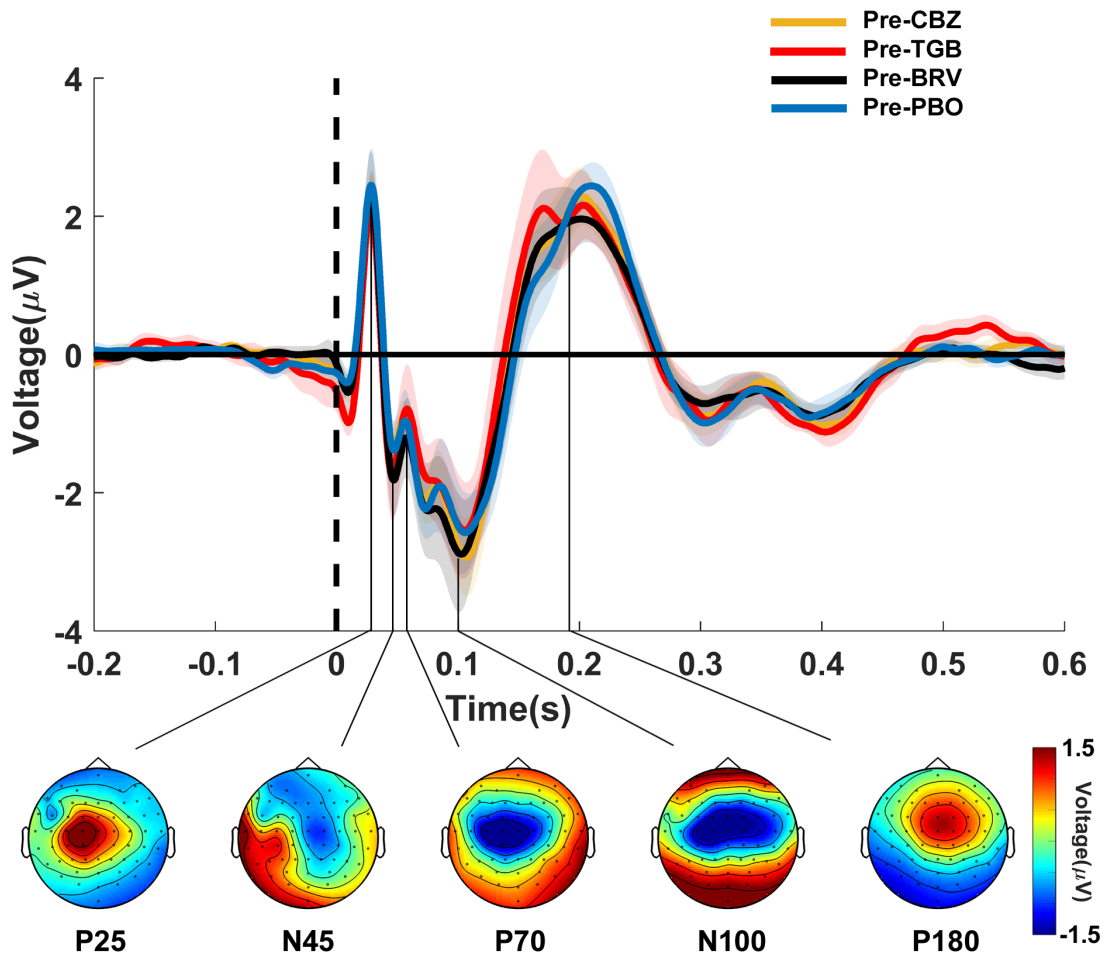 Pre-CBZ
Pre-TGB
Pre-BRV
Pre-PBO
Voltage(μV)
4
2
0
-2
-4
-0.2 -0.1 0 0.1 0.2 0.3 0.4 0.5 0.6
Time(s)
1.5
Voltage(μV)
-1.5
P25 N45 P70 N100 P180